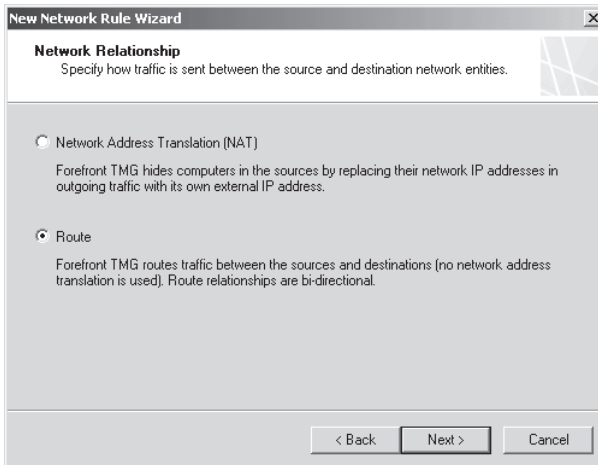 New Network Rule Wizard
Network Relationship
Specify how traffic is sent between the source and destination network entities.
Network Address Translation (NAT)
Forefront TMG hides computers in the sources by replacing their network IP addresses in
outgoing traffic with its own external IP address.
Route
Forefront TMG routes traffic between the sources and destinations (no network address
translation is used). Route relationships are bi-directional.
< Back
Next >
Cancel